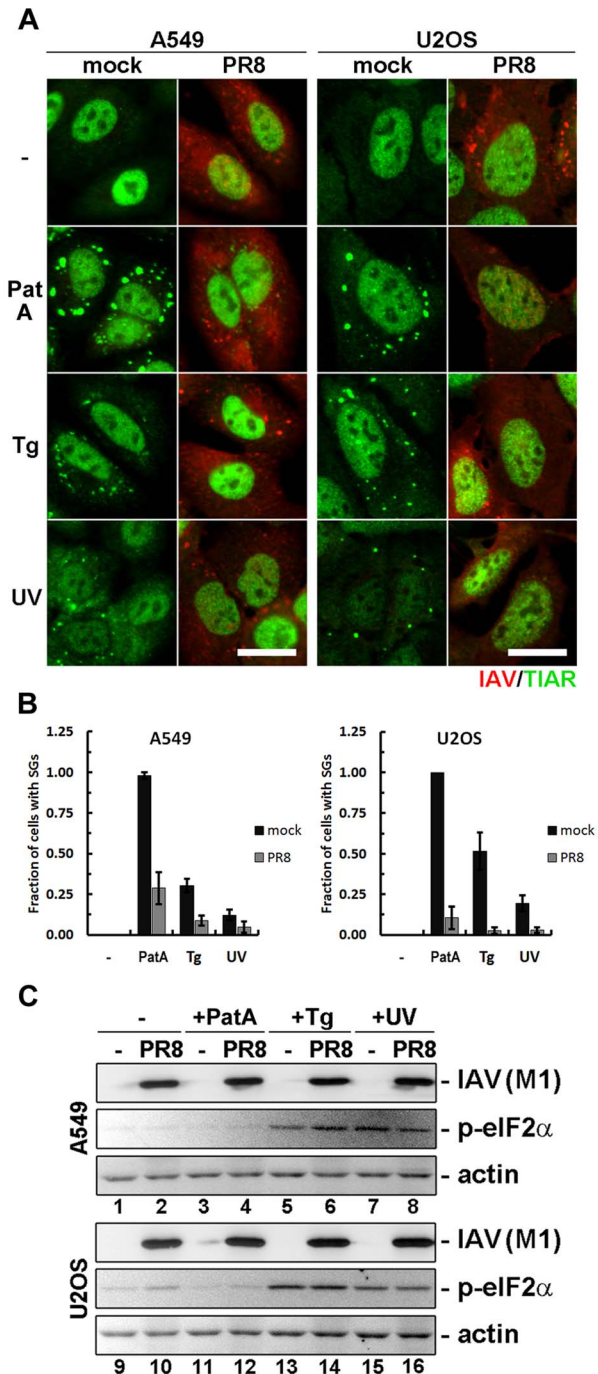 A
A549 U2OS
mock PR8 mock PR8
-
Pat A
Tg
UV
IAV/TIAR
B
A549
Fraction of cells with SGs
1.25
1.00
0.75
0.50
0.25
0.00
- PatA Tg UV
mock
PR8
U2OS
Fraction of cells with SGs
1.25
1.00
0.75
0.50
0.25
0.00
- PatA Tg UV
mock
PR8
C
- +PatA +Tg +UV
- PR8 - PR8 - PR8 - PR8
A549
- IAV (M1)
- p-eIF2α
- actin
1 2 3 4 5 6 7 8
U2OS
- IAV (M1)
- p-eIF2α
- actin
9 10 11 12 13 14 15 16